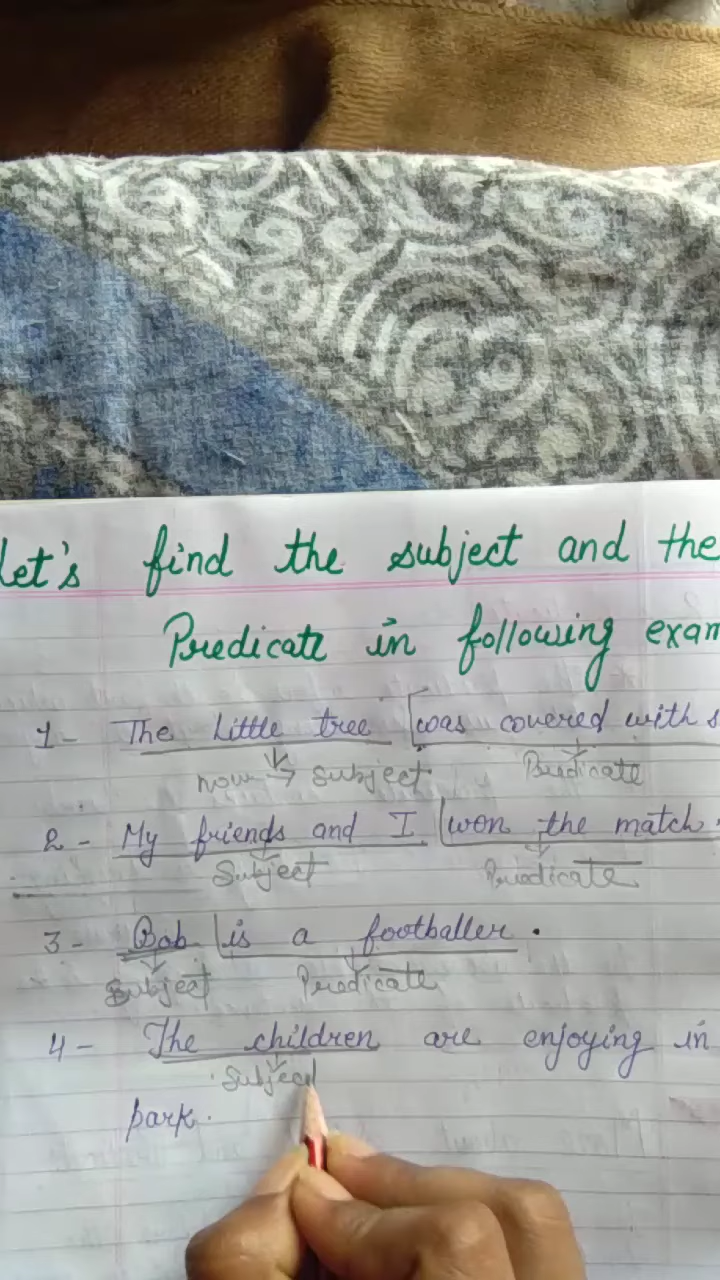 Let's find the subject and the
Predicate in following exam
1- The little tree was covered with s
now → subject Predicate
2- My friends and I won the match.
Subject Predicate
3- Bob is a footballer.
Subject Predicate
4- The children are enjoying in
Subject
park.